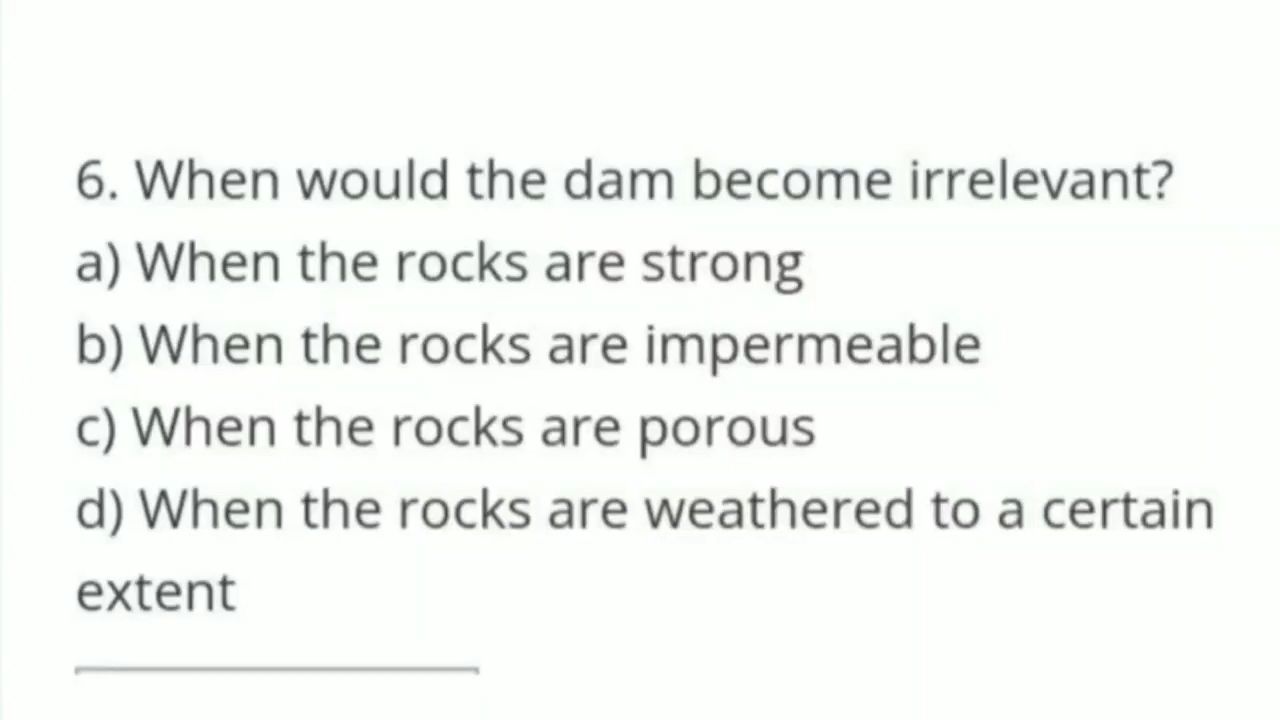 6. When would the dam become irrelevant?
a) When the rocks are strong
b) When the rocks are impermeable
c) When the rocks are porous
d) When the rocks are weathered to a certain
extent